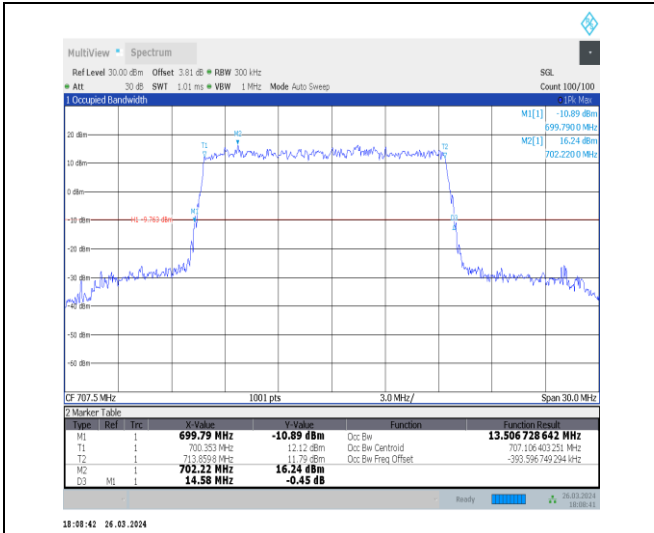 MultiView Spectrum
Ref Level 30.00 dBm Offset 3.81 dB RBW 300 kHz SGL
Att 30 dB SWT 1.01 ms VBW 1 MHz Mode Auto Sweep Count 100/100
1 Occupied Bandwidth 1Pk Max
M1[1] -10.89 dBm
699.790 0 MHz
M2[1] 16.24 dBm
702.220 0 MHz
20 dBm
M2
T1 T2
10 dBm
0 dBm
M1
-10 dBm H1 -9.763 dBm D3
-20 dBm
-30 dBm
-40 dBm
-50 dBm
-60 dBm
CF 707.5 MHz 1001 pts 3.0 MHz/ Span 30.0 MHz
2 Marker Table
Type Ref Trc X-Value Y-Value Function Function Result
M1 1 699.79 MHz -10.89 dBm Occ Bw 13.506 728 642 MHz
T1 1 700.353 MHz 12.12 dBm Occ Bw Centroid 707.106 403 251 MHz
T2 1 713.8598 MHz 11.79 dBm Occ Bw Freq Offset -393.596 749 294 kHz
M2 1 702.22 MHz 16.24 dBm
D3 M1 1 14.58 MHz -0.45 dB
Ready 26.03.2024
18:08:41
18:08:42 26.03.2024